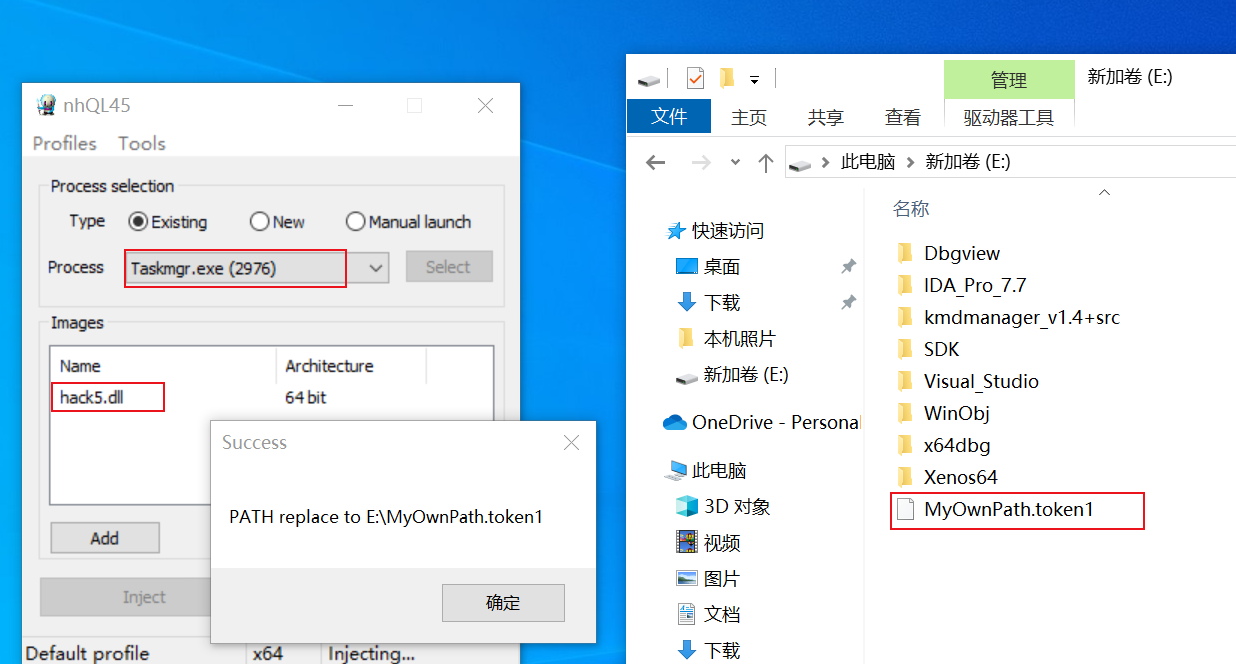 nhQL45
Profiles Tools
Process selection
Type Existing New Manual launch
Process Taskmgr.exe (2976) Select
Images
Name Architecture
hack5.dll 64 bit
Add
Inject
Default profile x64 Injecting...
Success
PATH replace to E:\MyOwnPath.token1
确定
管理 新加卷 (E:)
文件 主页 共享 查看 驱动器工具
此电脑 新加卷 (E:)
快速访问
桌面
下载
本机照片
新加卷 (E:)
OneDrive - Personal
此电脑
3D 对象
视频
图片
文档
下载
名称
Dbgview
IDA_Pro_7.7
kmdmanager_v1.4+src
SDK
Visual_Studio
WinObj
x64dbg
Xenos64
MyOwnPath.token1